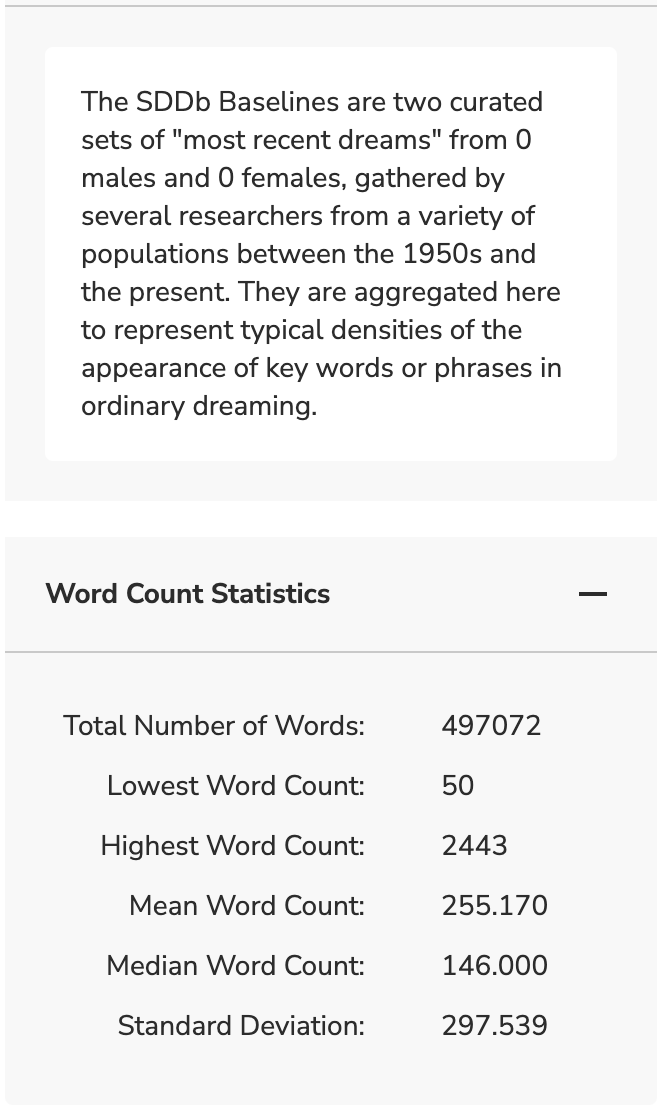 The SDDb Baselines are two curated
sets of "most recent dreams" from 0
males and 0 females, gathered by
several researchers from a variety of
populations between the 1950s and
the present. They are aggregated here
to represent typical densities of the
appearance of key words or phrases in
ordinary dreaming.
Word Count Statistics
Total Number of Words: 497072
Lowest Word Count: 50
Highest Word Count: 2443
Mean Word Count: 255.170
Median Word Count: 146.000
Standard Deviation: 297.539